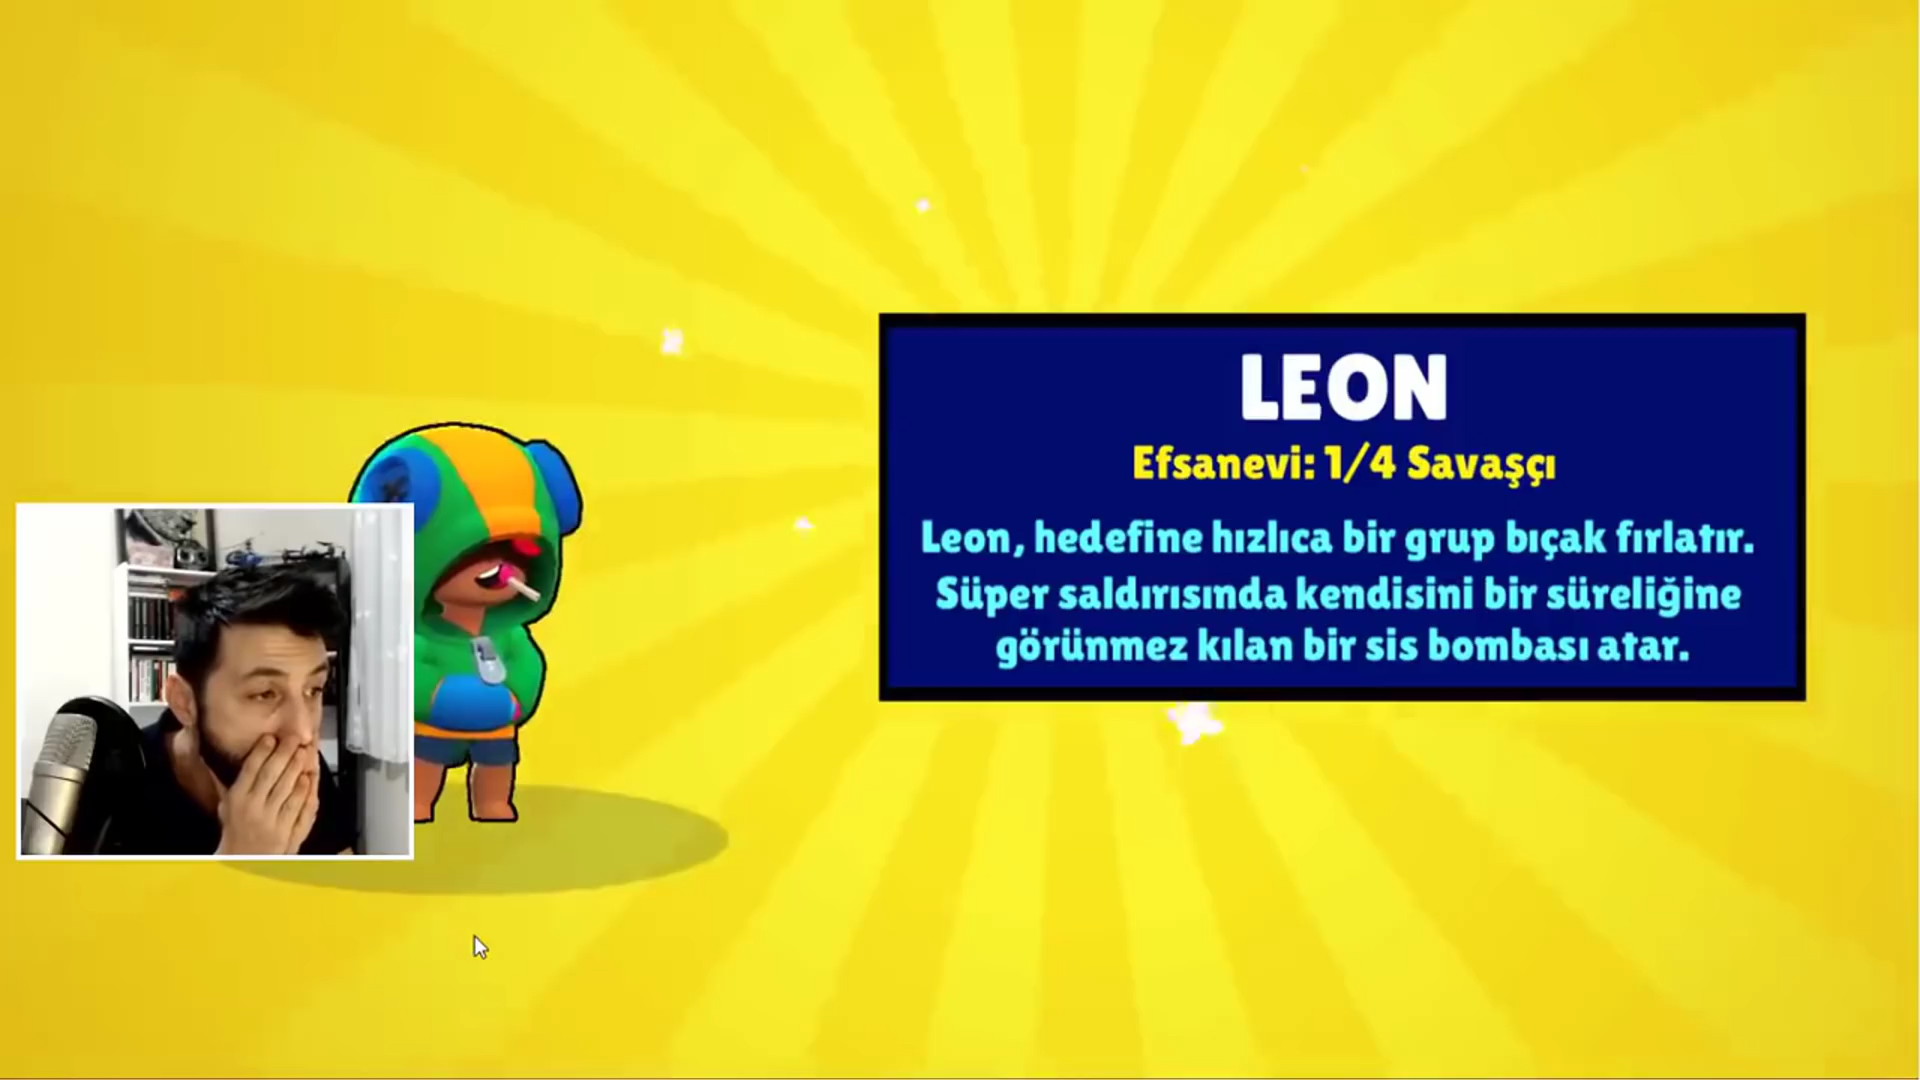 LEON
Efsanevi: 1/4 Savaşçı
Leon, hedefine hızlıca bir grup bıçak fırlatır.
Süper saldırısında kendisini bir süreliğine
görünmez kılan bir sis bombası atar.